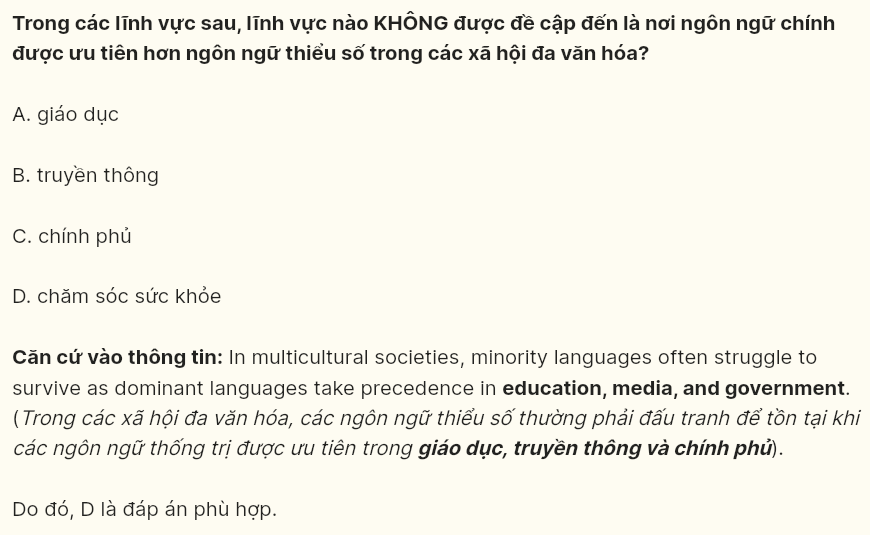 Trong các lĩnh vực sau, lĩnh vực nào KHÔNG được đề cập đến là nơi ngôn ngữ chính
được ưu tiên hơn ngôn ngữ thiểu số trong các xã hội đa văn hóa?
A. giáo dục
B. truyền thông
C. chính phủ
D. chăm sóc sức khỏe
Căn cứ vào thông tin: In multicultural societies, minority languages often struggle to
survive as dominant languages take precedence in education, media, and government.
(Trong các xã hội đa văn hóa, các ngôn ngữ thiểu số thường phải đấu tranh để tồn tại khi
các ngôn ngữ thống trị được ưu tiên trong giáo dục, truyền thông và chính phủ).
Do đó, D là đáp án phù hợp.